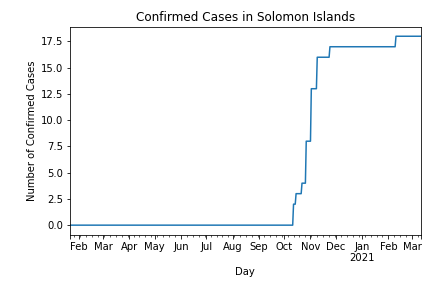 Confirmed Cases in Solomon Islands
Number of Confirmed Cases
17.5
15.0
12.5
10.0
7.5
5.0
2.5
0.0
Feb Mar Apr May Jun Jul Aug Sep Oct Nov Dec Jan Feb Mar
2021
Day